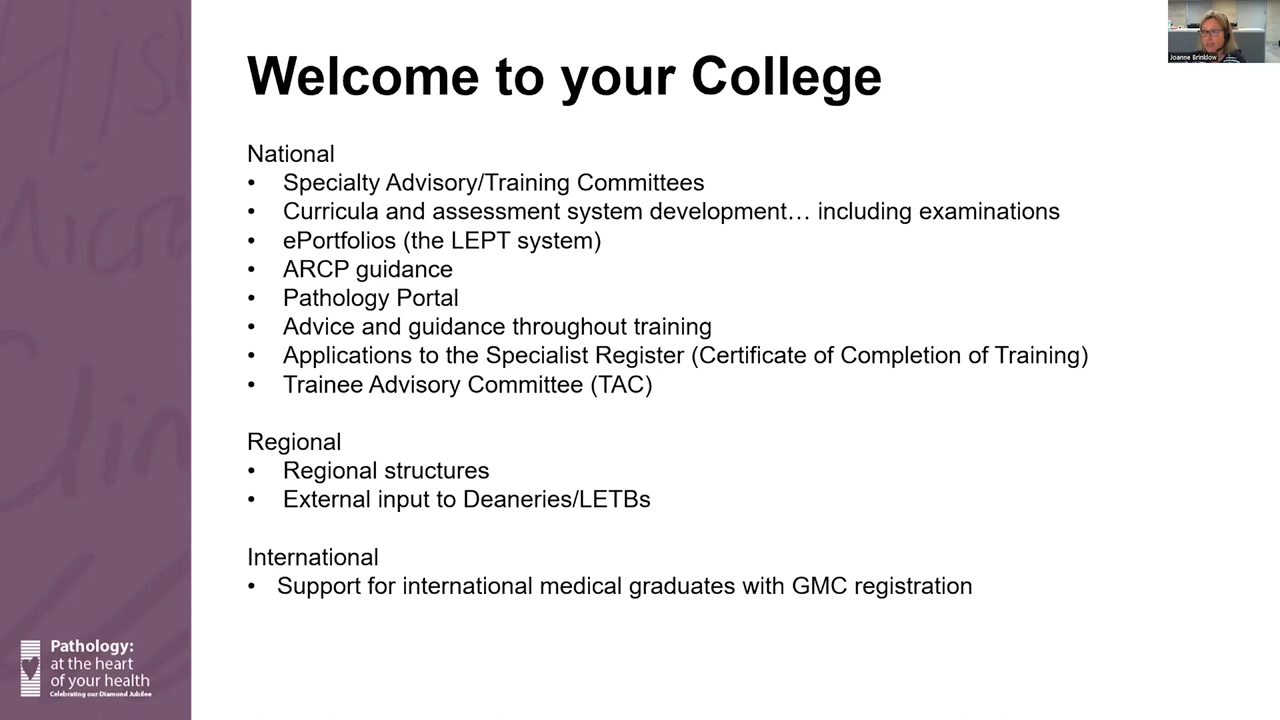 Welcome to your College
Joanne Brinklow
National
• Specialty Advisory/Training Committees
• Curricula and assessment system development… including examinations
• ePortfolios (the LEPT system)
• ARCP guidance
• Pathology Portal
• Advice and guidance throughout training
• Applications to the Specialist Register (Certificate of Completion of Training)
• Trainee Advisory Committee (TAC)
Regional
• Regional structures
• External input to Deaneries/LETBs
International
• Support for international medical graduates with GMC registration
Pathology:
at the heart
of your health
Celebrating our Diamond Jubilee